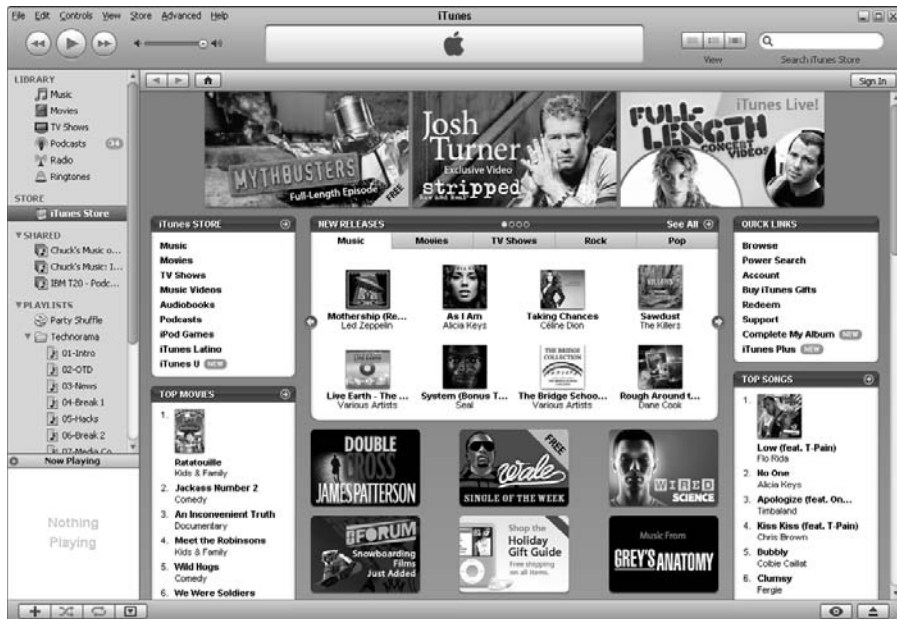 File Edit Controls View Store Advanced Help
iTunes
View
Search iTunes Store
Sign In
LIBRARY
Music
Movies
TV Shows
Podcasts 34
Radio
Ringtones
STORE
iTunes Store
SHARED
Chuck's Music o...
Chuck's Music: I...
IBM T20 - Podc...
PLAYLISTS
Party Shuffle
Technorama
01-Intro
02-OTD
03-News
04-Break 1
05-Hacks
06-Break 2
07-Media Co
Now Playing
Nothing
Playing
MYTHBUSTERS
Full-Length Episode
FREE
Josh
Turner
Exclusive Video
stripped
iTunes Live!
FULL-
LENGTH
CONCERT
VIDEOS
iTunes STORE
Music
Movies
TV Shows
Music Videos
Audiobooks
Podcasts
iPod Games
iTunes Latino
iTunes U NEW
TOP MOVIES
1.
Ratatouille
Kids & Family
2. Jackass Number 2
Comedy
3. An Inconvenient Truth
Documentary
4. Meet the Robinsons
Kids & Family
5. Wild Hogs
Comedy
6. We Were Soldiers
NEW RELEASES
See All
Music Movies TV Shows Rock Pop
Mothership (Re...
Led Zeppelin
As I Am
Alicia Keys
Taking Chances
Céline Dion
Sawdust
The Killers
Live Earth - The ...
Various Artists
System (Bonus T...
Seal
THE BRIDGE
COLLECTION
The Bridge Schoo...
Various Artists
Rough Around t...
Dane Cook
DOUBLE
CROSS
JAMES PATTERSON
FREE
wale
SINGLE OF THE WEEK
WIRED
SCIENCE
FORUM
Snowboarding
Films
Just Added
Shop the
Holiday
Gift Guide
Free shipping
on all items.
Music From
GREY'S ANATOMY
QUICK LINKS
Browse
Power Search
Account
Buy iTunes Gifts
Redeem
Support
Complete My Album NEW
iTunes Plus NEW
TOP SONGS
1.
Low (feat. T-Pain)
Flo Rida
2. No One
Alicia Keys
3. Apologize (feat. On...
Timbaland
4. Kiss Kiss (feat. T-Pain)
Chris Brown
5. Bubbly
Colbie Caillat
6. Clumsy
Fergie